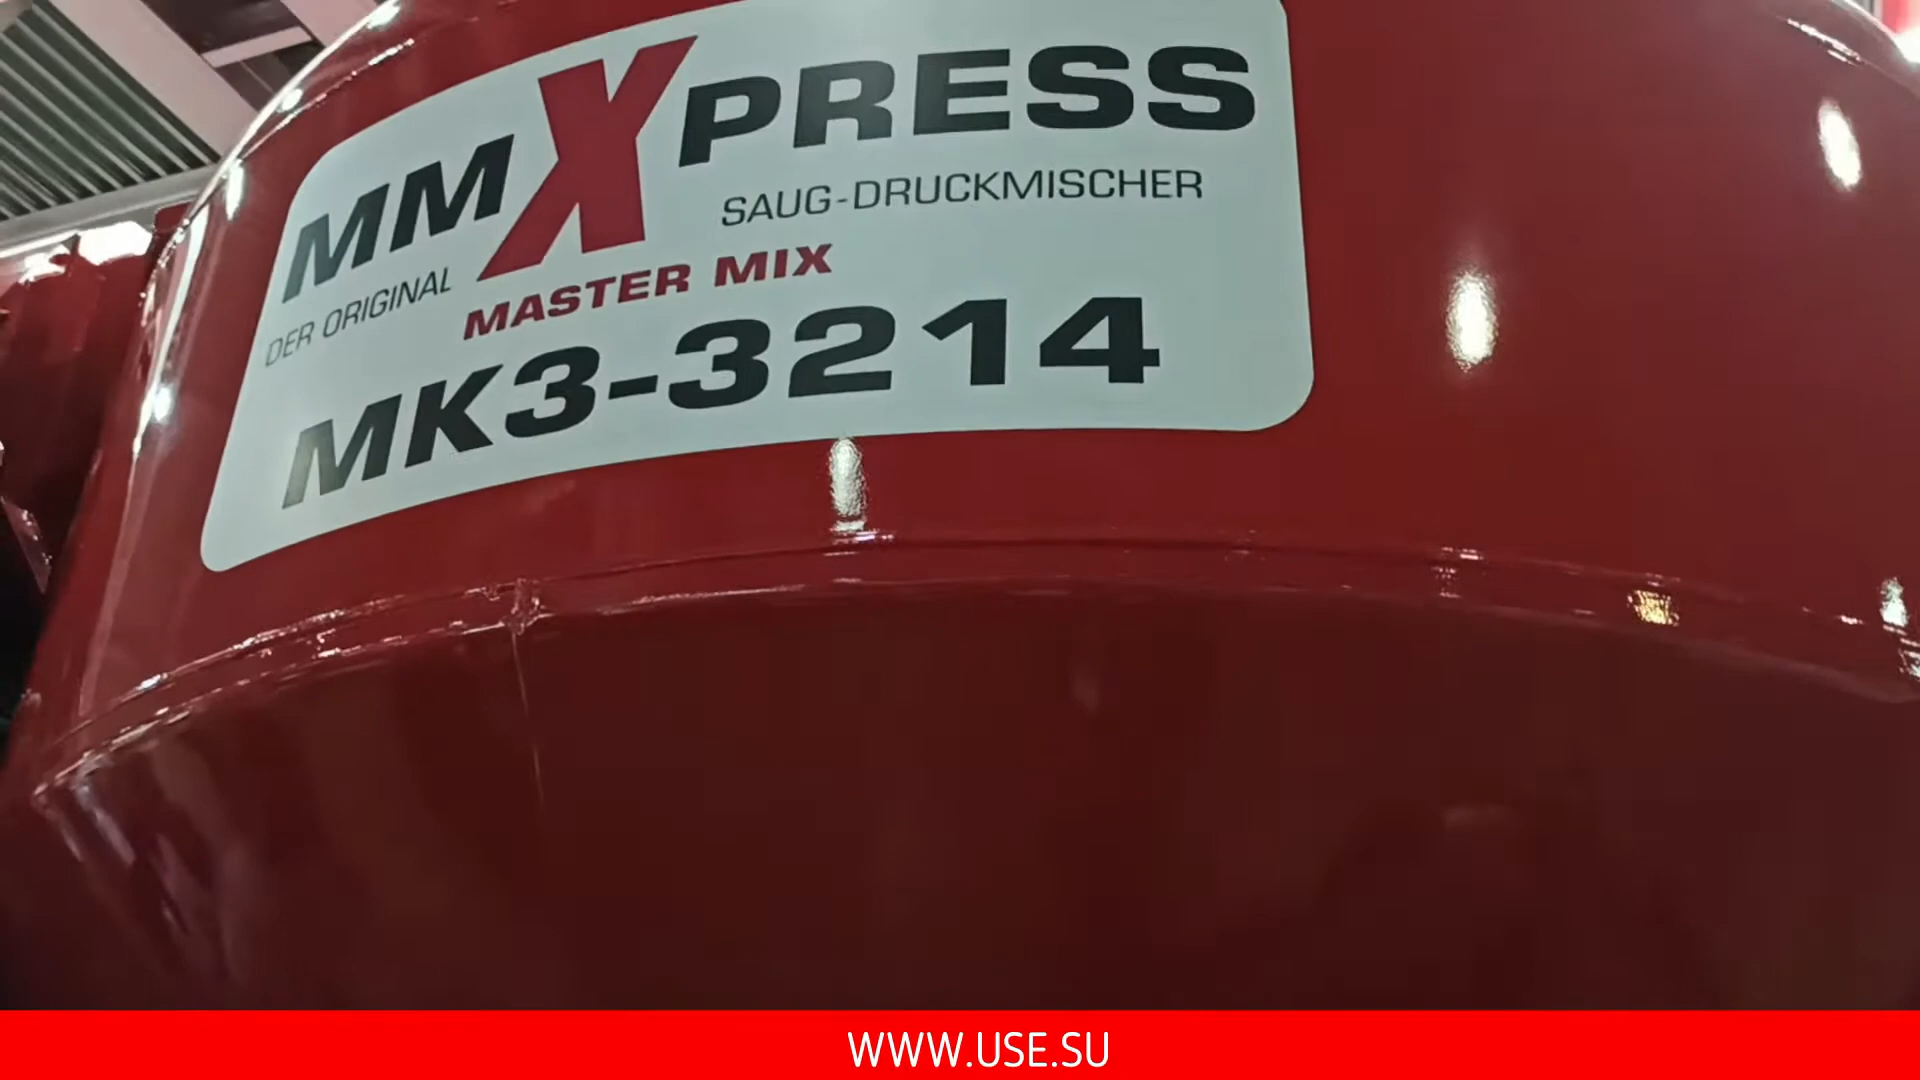 MMXPRESS
SAUG-DRUCKMISCHER
DER ORIGINAL
MASTER MIX
MK3-3214
WWW.USE.SU